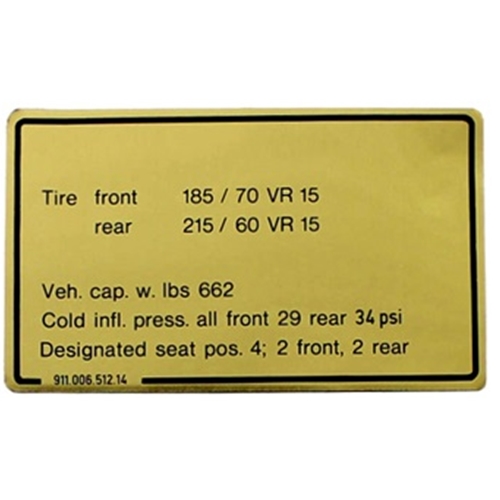 Tire front 185 / 70 VR 15
rear 215 / 60 VR 15
Veh. cap. w. lbs 662
Cold infl. press. all front 29 rear 34 psi
Designated seat pos. 4; 2 front, 2 rear
911.006.512.14